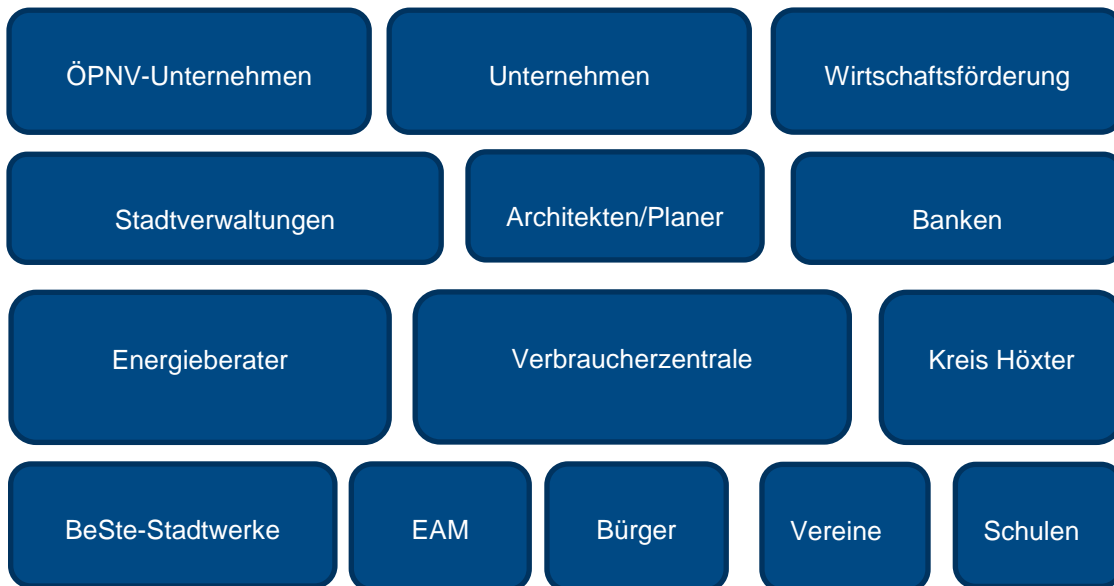 ÖPNV-Unternehmen
Unternehmen
Wirtschaftsförderung
Stadtverwaltungen
Architekten/Planer
Banken
Energieberater
Verbraucherzentrale
Kreis Höxter
BeSte-Stadtwerke
EAM
Bürger
Vereine
Schulen